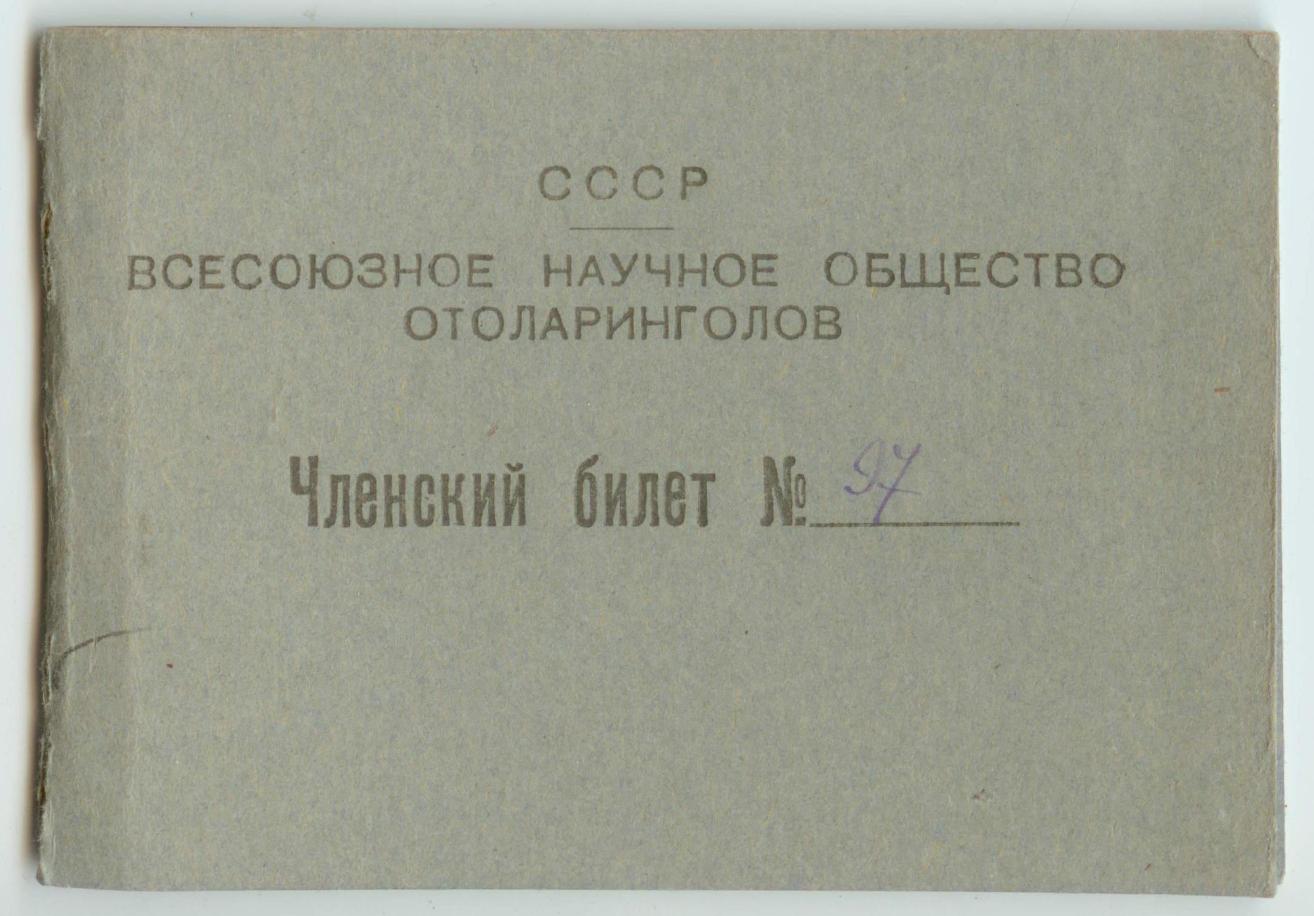 СССР
ВСЕСОЮЗНОЕ НАУЧНОЕ ОБЩЕСТВО
ОТОЛАРИНГОЛОВ
Членский билет № 97